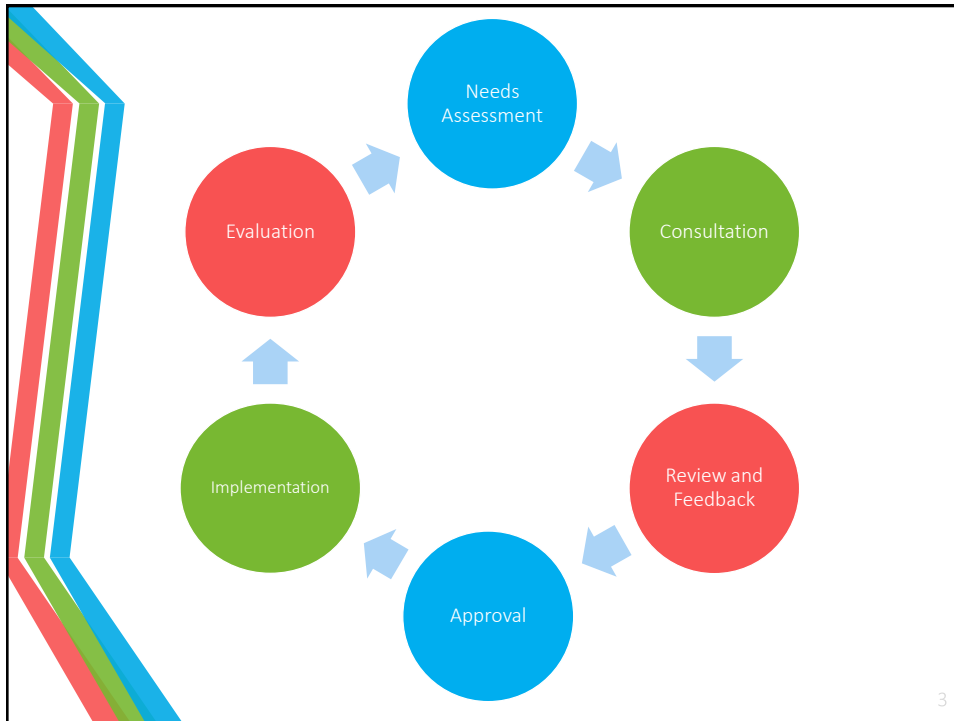 Needs
Assessment
Consultation
Review and
Feedback
Approval
Implementation
Evaluation
3